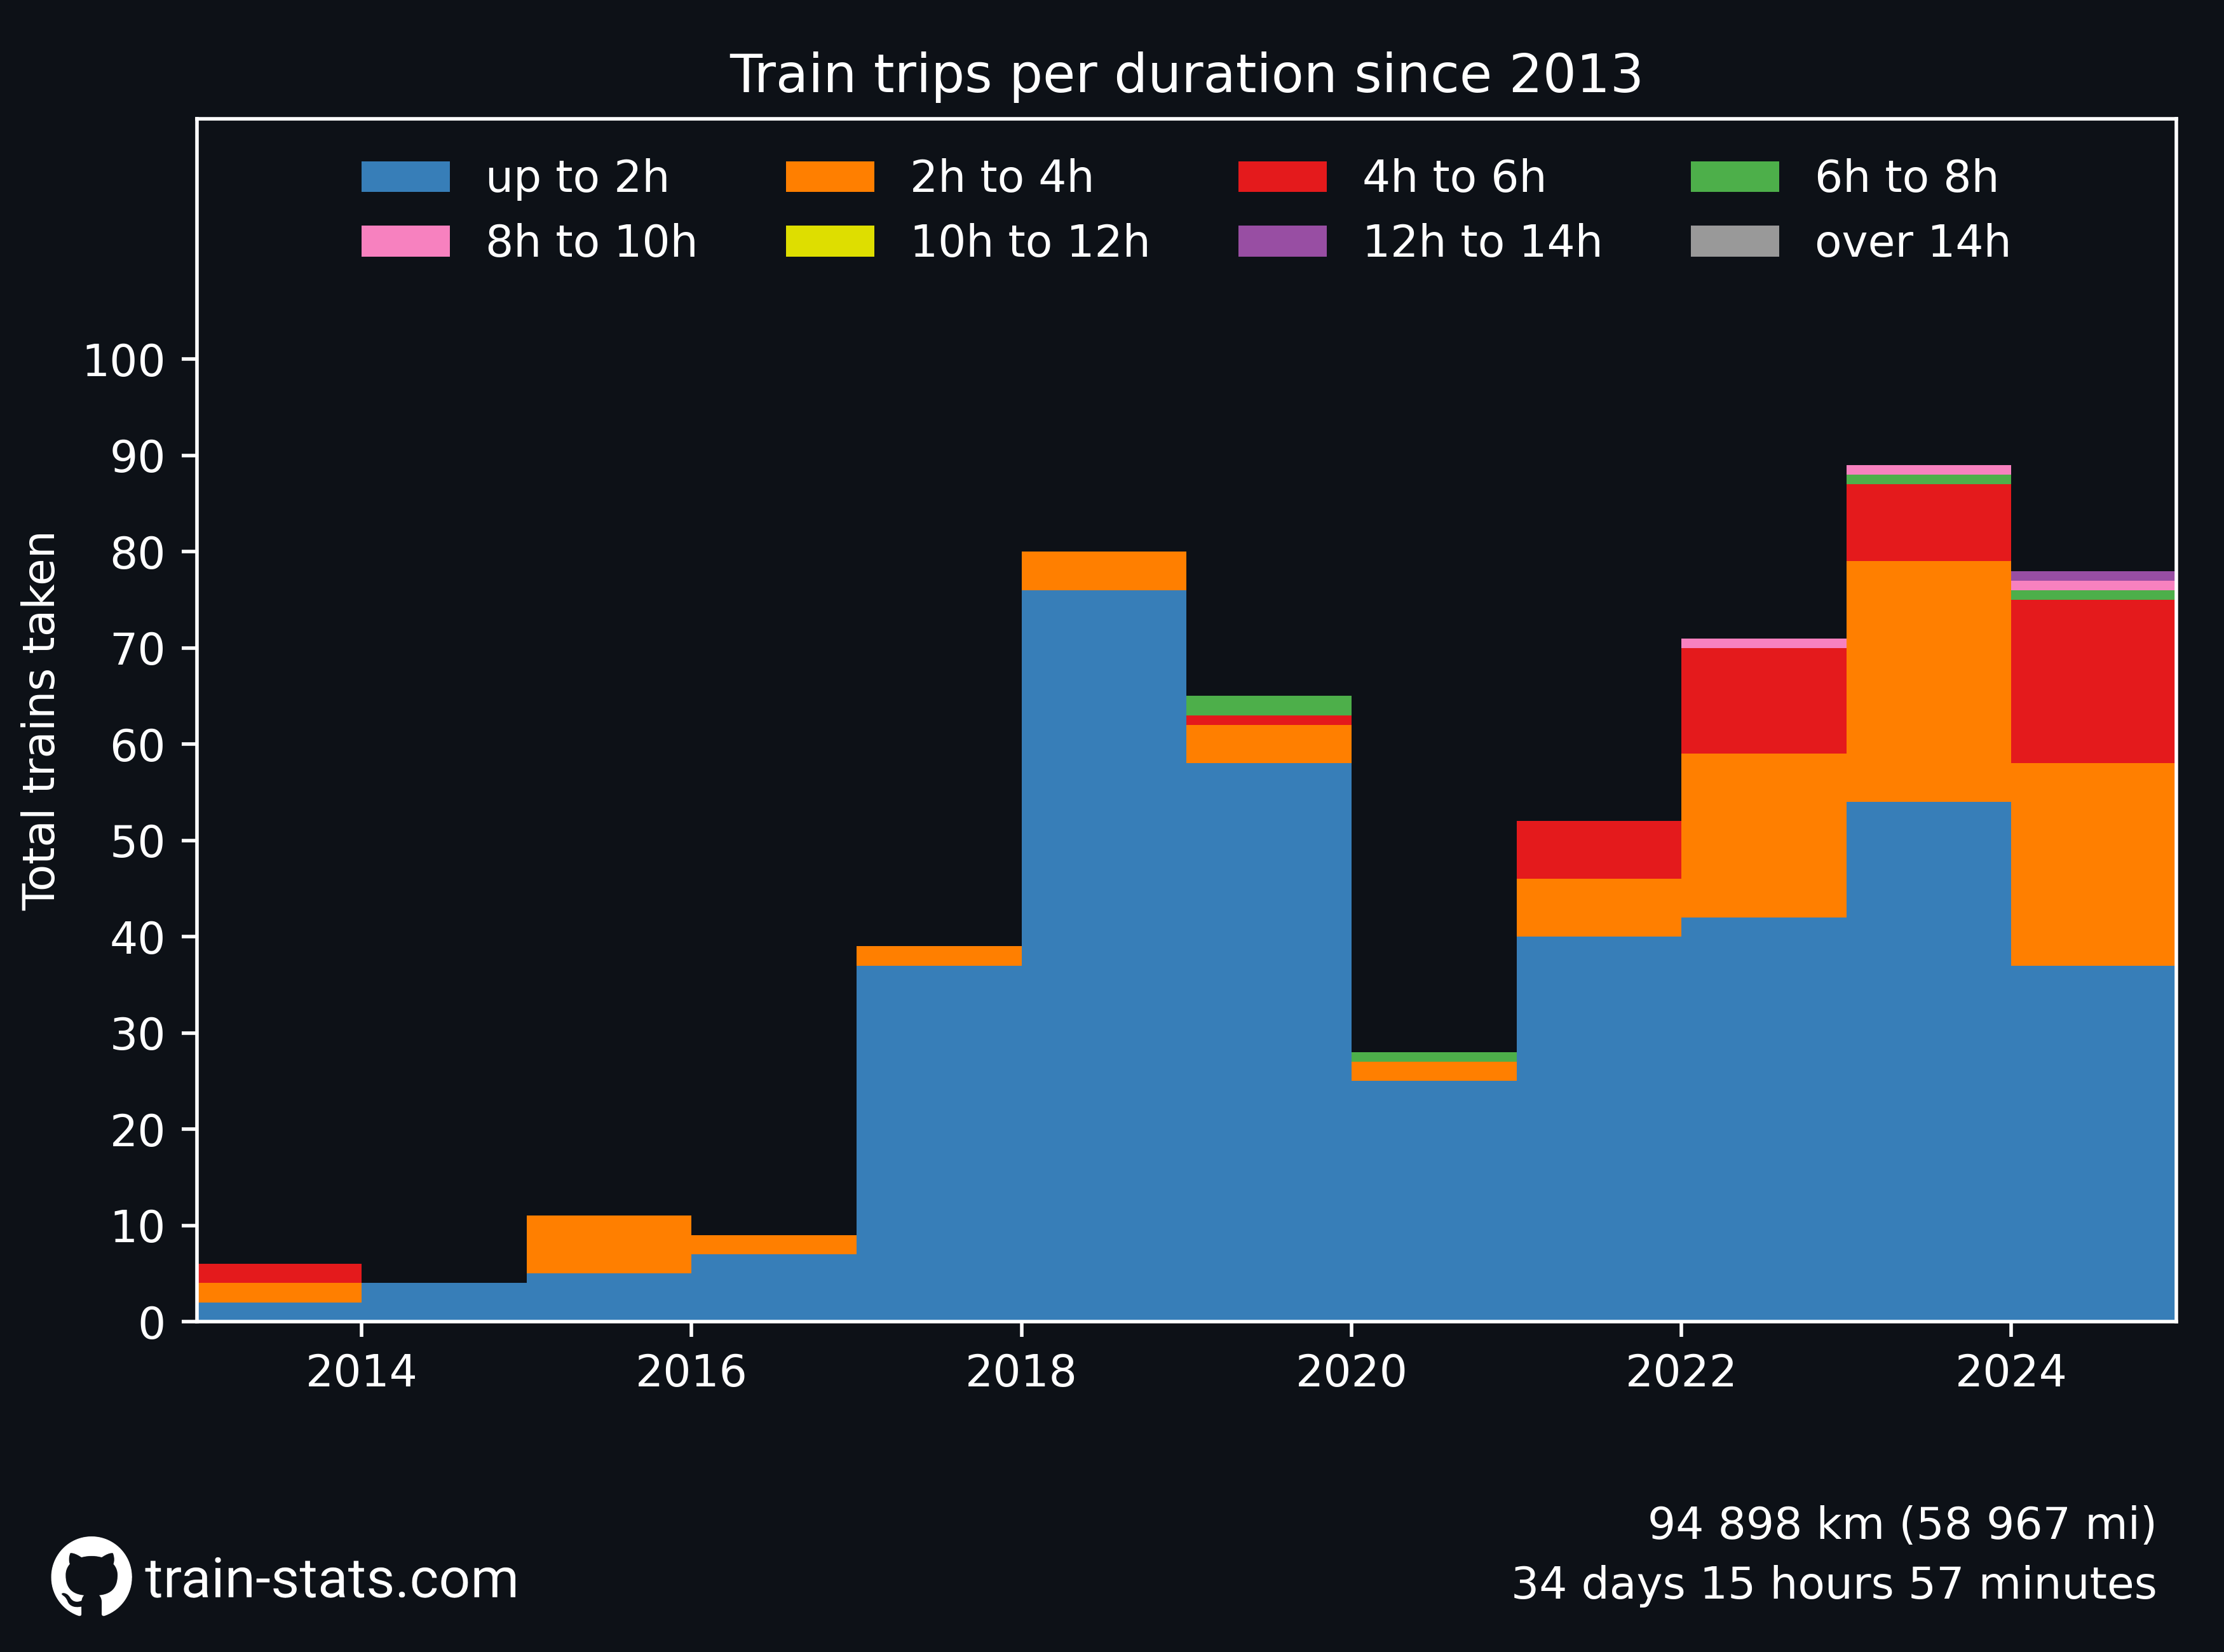 Train trips per duration since 2013
up to 2h
2h to 4h
4h to 6h
6h to 8h
8h to 10h
10h to 12h
12h to 14h
over 14h
Total trains taken
100
90
80
70
60
50
40
30
20
10
0
2014
2016
2018
2020
2022
2024
94 898 km (58 967 mi)
34 days 15 hours 57 minutes
train-stats.com